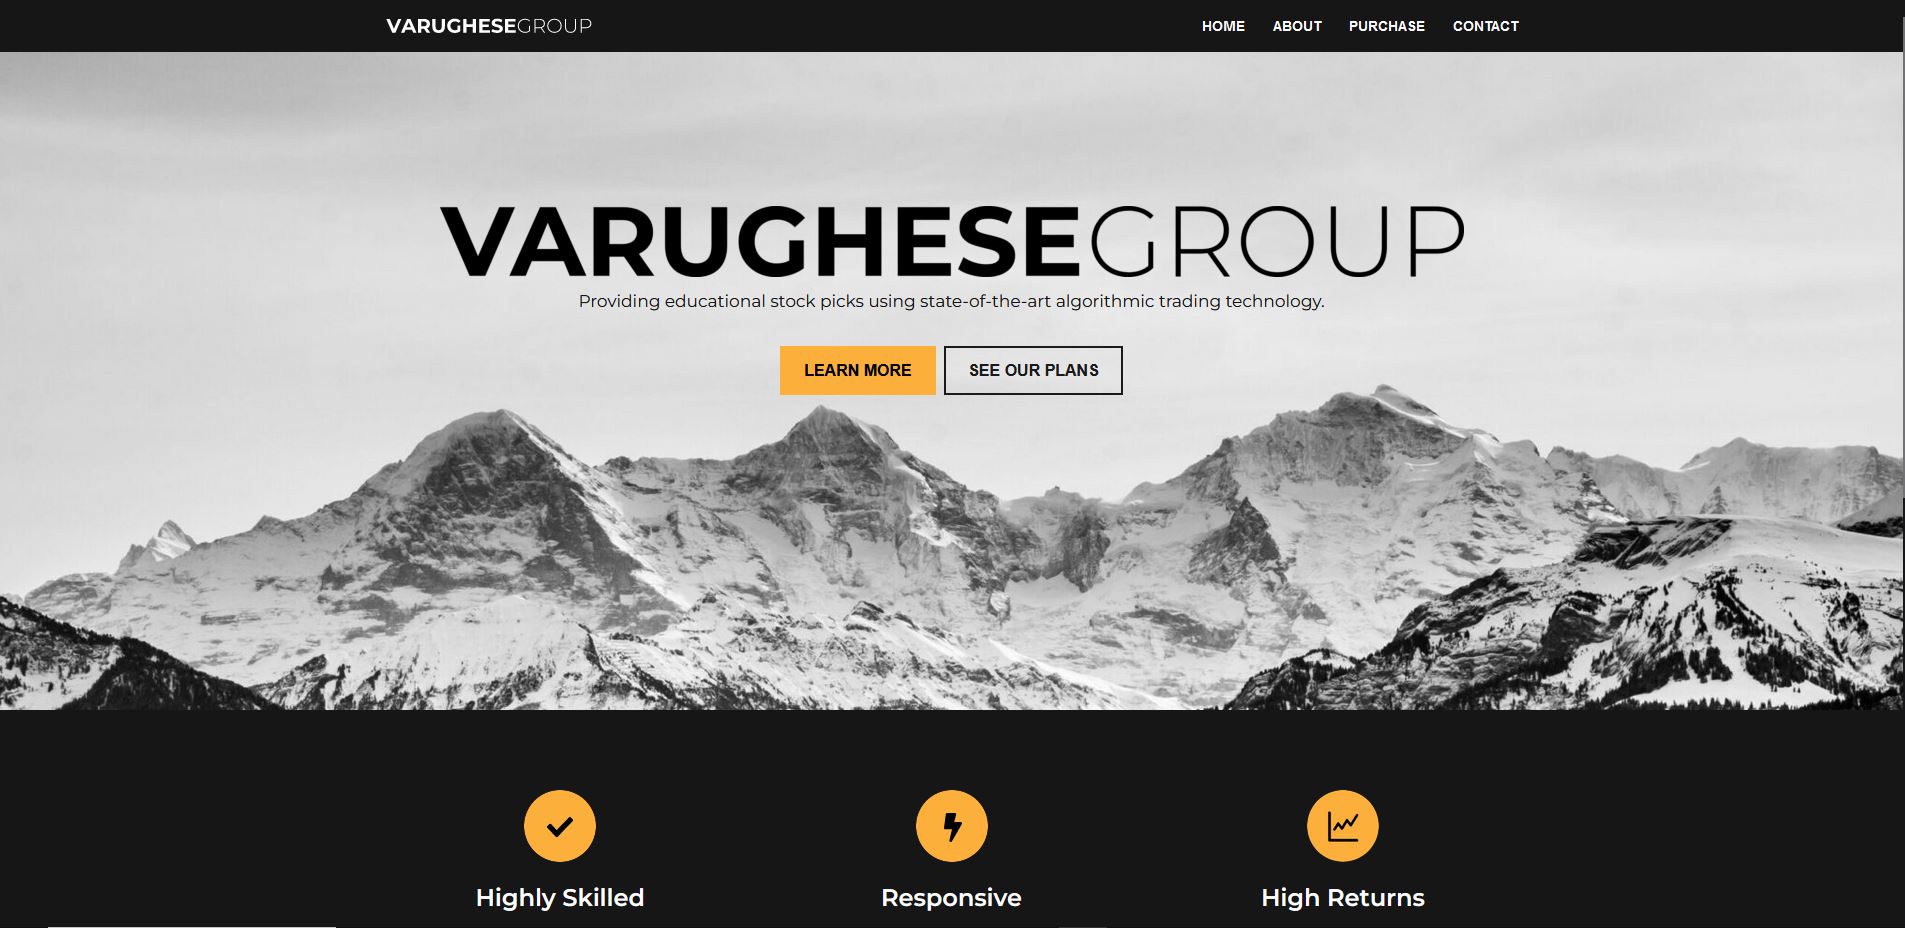 VARUGHESEGROUP
HOME ABOUT PURCHASE CONTACT
VARUGHESEGROUP
Providing educational stock picks using state-of-the-art algorithmic trading technology.
LEARN MORE SEE OUR PLANS
Highly Skilled Responsive High Returns